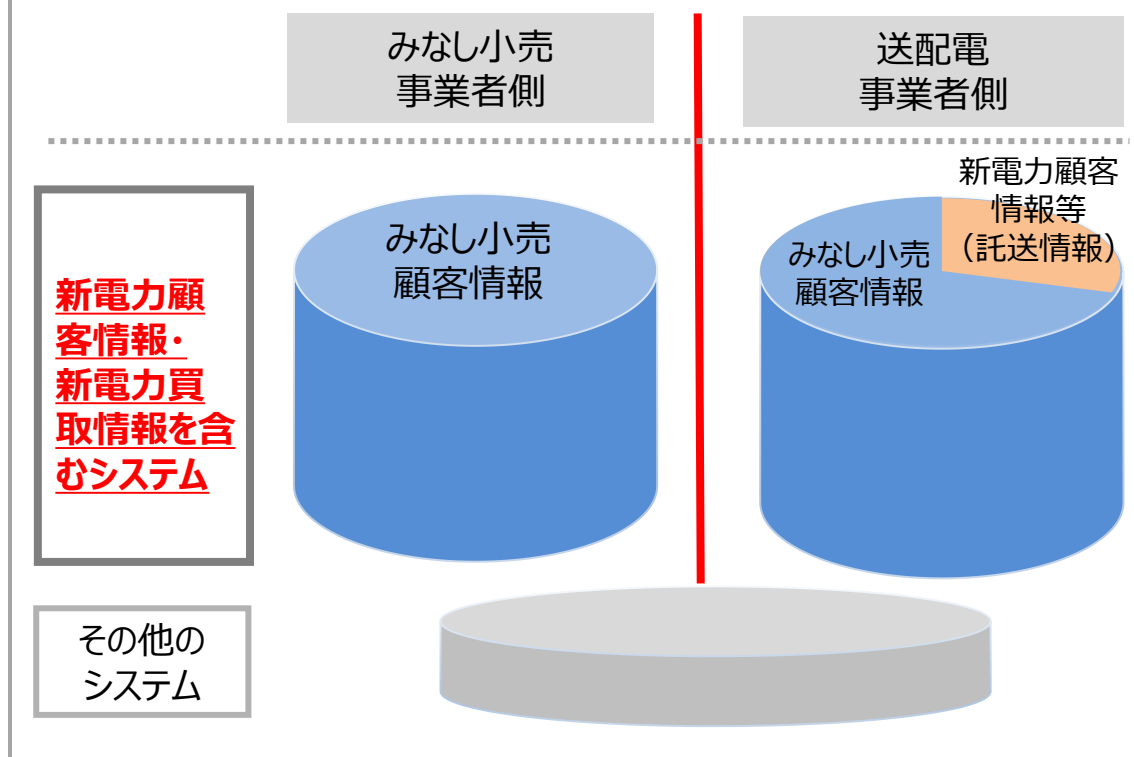 みなし小売
事業者側
送配電
事業者側
新電力顧
客情報・
新電力買
取情報を含
むシステム
みなし小売
顧客情報
新電力顧客
情報等
（託送情報）
みなし小売
顧客情報
その他の
システム